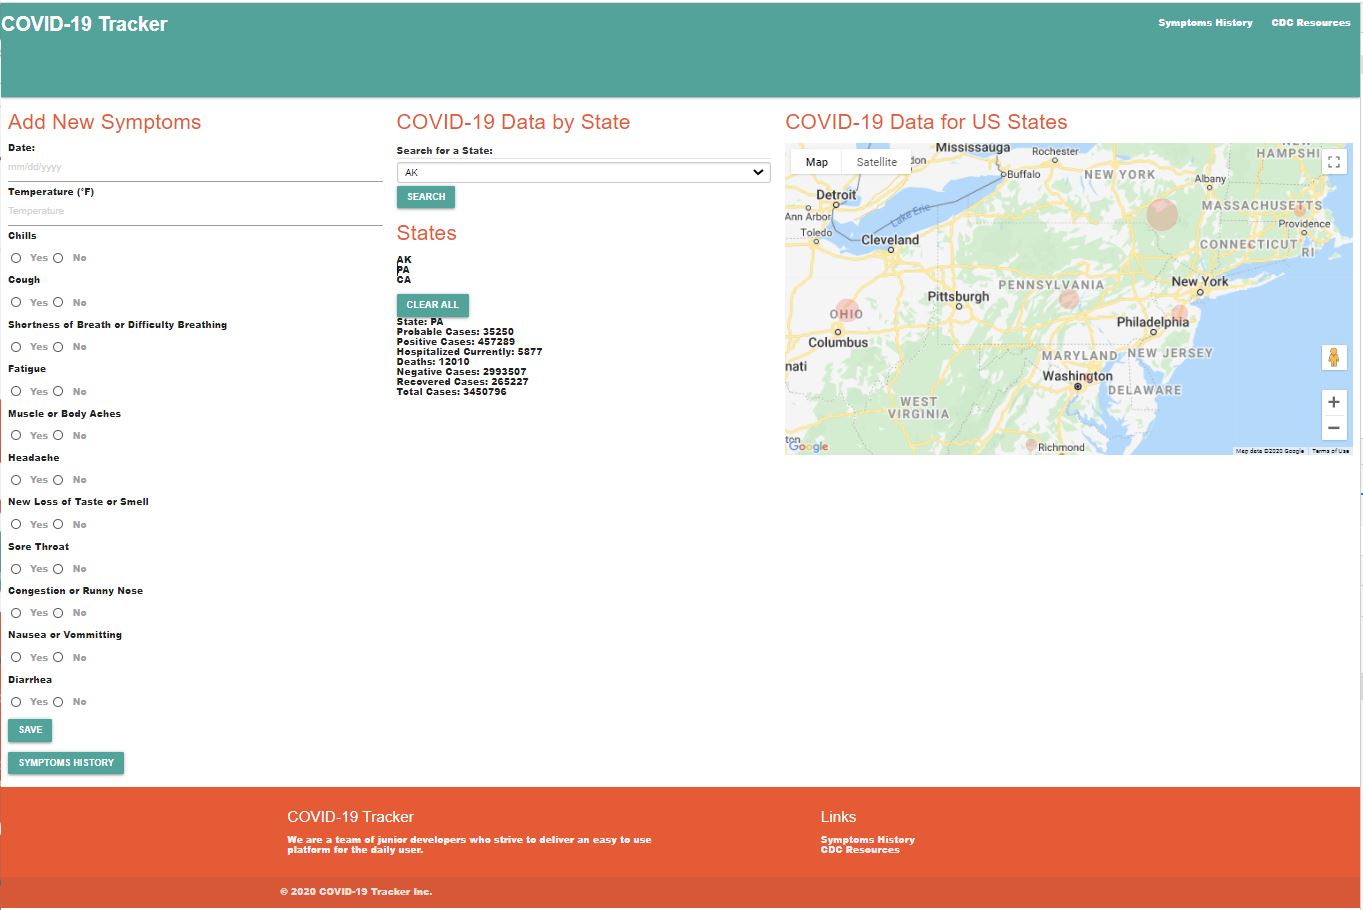 COVID-19 Tracker
Symptoms History
CDC Resources
Add New Symptoms
Date:
mm/dd/yyyy
Temperature (°F)
Temperature
Chills
Yes No
Cough
Yes No
Shortness of Breath or Difficulty Breathing
Yes No
Fatigue
Yes No
Muscle or Body Aches
Yes No
Headache
Yes No
New Loss of Taste or Smell
Yes No
Sore Throat
Yes No
Congestion or Runny Nose
Yes No
Nausea or Vommitting
Yes No
Diarrhea
Yes No
SAVE
SYMPTOMS HISTORY
COVID-19 Data by State
Search for a State:
AK
SEARCH
States
AK
PA
CA
CLEAR ALL
State: PA
Probable Cases: 35250
Positive Cases: 457289
Hospitalized Currently: 5877
Deaths: 12010
Negative Cases: 2993507
Recovered Cases: 265227
Total Cases: 3450796
COVID-19 Data for US States
Map
Satellite
don
Mississauga
Rochester
HAMPSHI
Buffalo
NEW YORK
Albany
Detroit
Ann Arbor
Lake Erie
MASSACHUSETTS
Toledo
Cleveland
Providence
CONNECTICUT
RI
PENNSYLVANIA
New York
Pittsburgh
OHIO
Philadelphia
Columbus
MARYLAND
NEW JERSEY
nati
Washington
DELAWARE
WEST
VIRGINIA
ton
Google
Richmond
Map data ©2020 Google
Terms of Use
COVID-19 Tracker
We are a team of junior developers who strive to deliver an easy to use
platform for the daily user.
Links
Symptoms History
CDC Resources
© 2020 COVID-19 Tracker Inc.